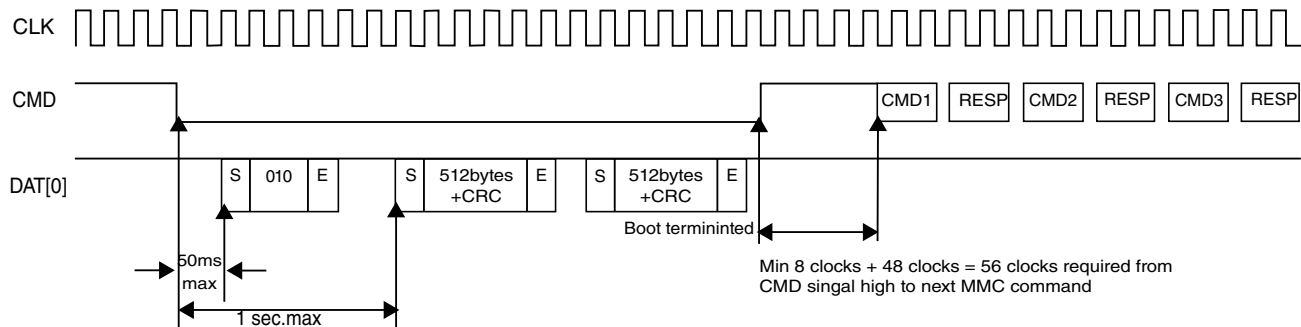 CLK
CMD
CMD1 RESP CMD2 RESP CMD3 RESP
DAT[0]
S 010 E S 512bytes +CRC E S 512bytes +CRC E
Boot termininted
50ms
max
1 sec.max
Min 8 clocks + 48 clocks = 56 clocks required from
CMD singal high to next MMC command